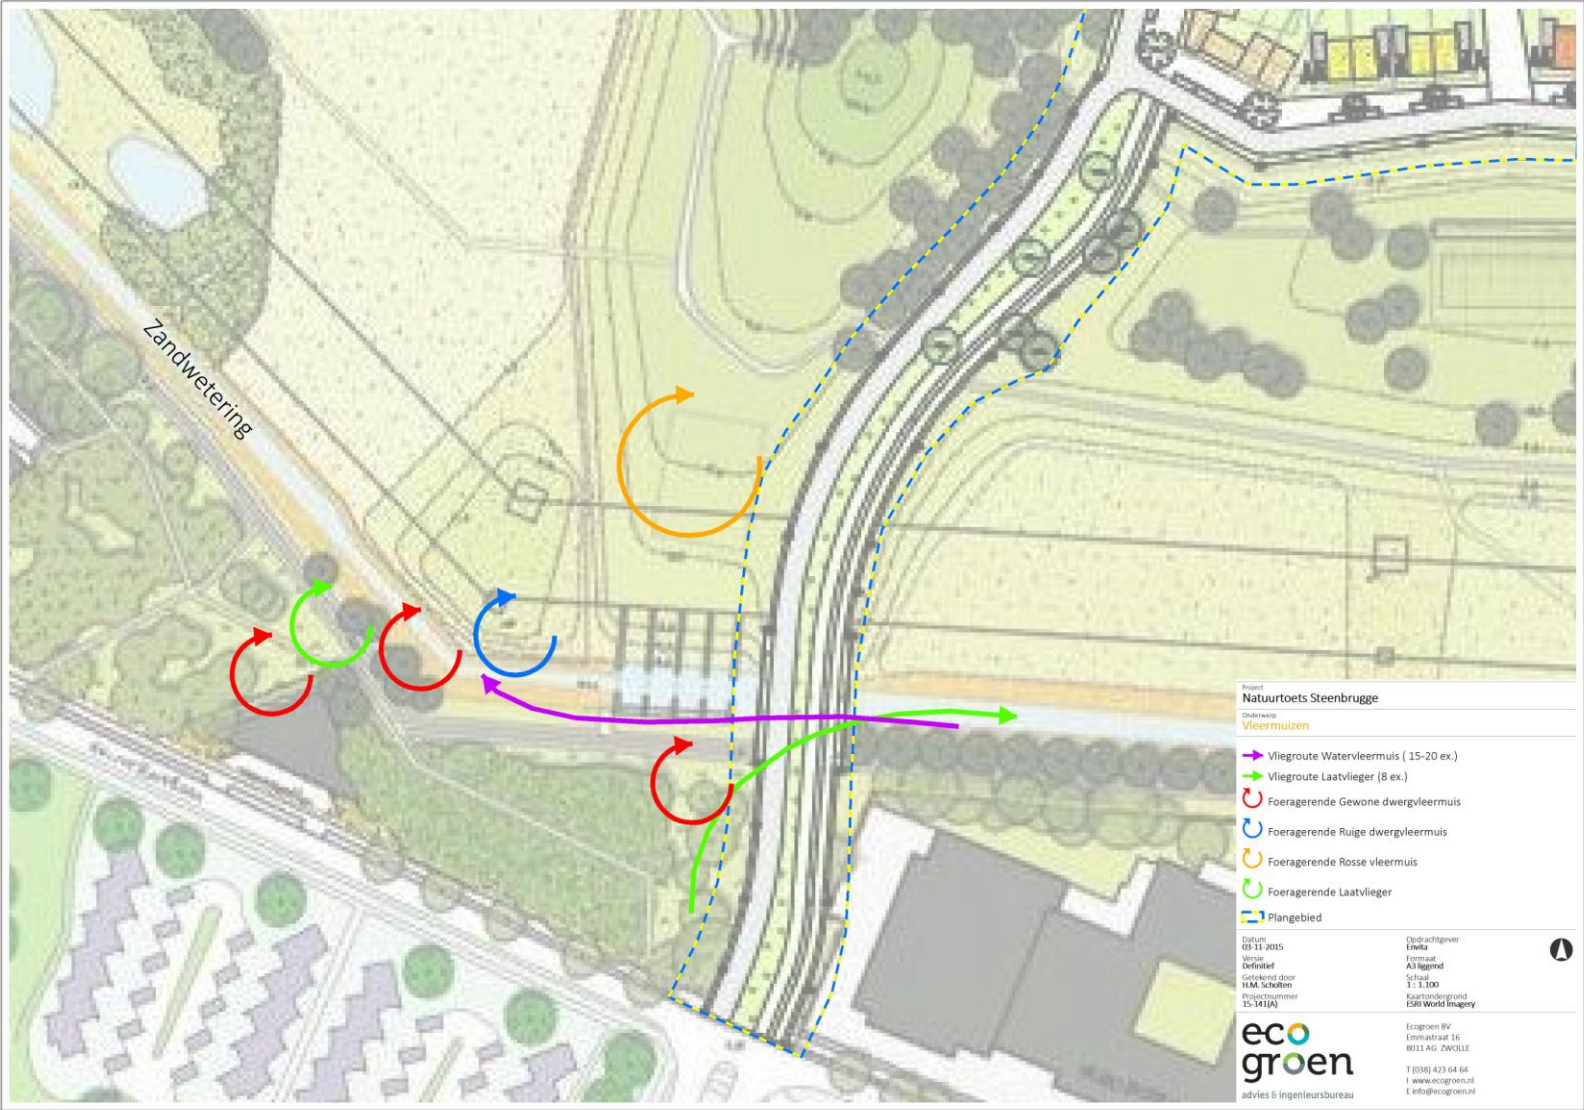 Zandwetering
Project
Natuurtoets Steenbrugge
Onderwerp
Vleermuizen
Vliegroute Watervleermuis ( 15-20 ex.)
Vliegroute Laatvlieger (8 ex.)
Foeragerende Gewone dwergvleermuis
Foeragerende Ruige dwergvleermuis
Foeragerende Rosse vleermuis
Foeragerende Laatvlieger
Plangebied
Datum
03-11-2015
Versie
Definitief
Getekend door
H.M. Scholten
Projectnummer
15-141(A)
Opdrachtgever
Envita
Formaat
A3 liggend
Schaal
1 : 1.100
Kaartondergrond
ESRI World Imagery
eco
groen
advies & ingenieursbureau
Ecogroen BV
Emmastraat 16
8011 AG ZWOLLE
T (038) 423 64 64
I www.ecogroen.nl
E info@ecogroen.nl